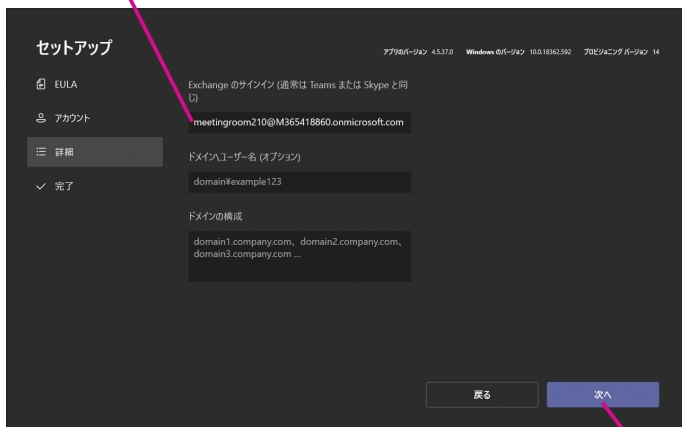 セットアップ
アプリのバージョン 4.5.37.0 Windows のバージョン 10.0.18362.592 プロビジョニング バージョン 14
EULA
アカウント
詳細
完了
Exchange のサインイン (通常は Teams または Skype と同
じ)
meetingroom210@M365418860.onmicrosoft.com
ドメイン\ユーザー名 (オプション)
domain¥example123
ドメインの構成
domain1.company.com、domain2.company.com、
domain3.company.com ...
戻る
次へ